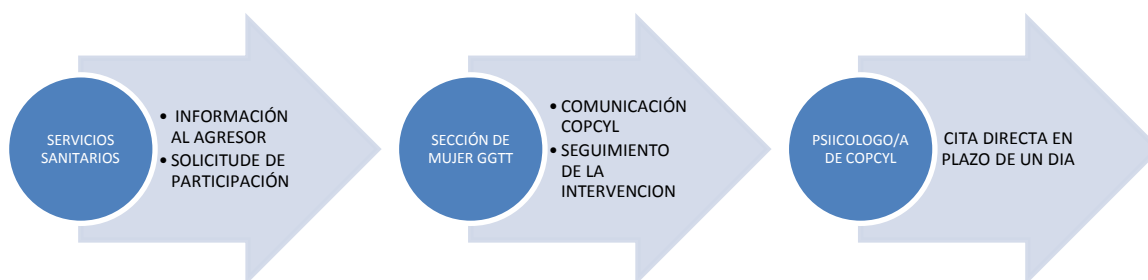 SERVICIOS
SANITARIOS
• INFORMACIÓN
AL AGRESOR
• SOLICITUDE DE
PARTICIPACIÓN
SECCIÓN DE
MUJER GGTT
• COMUNICACIÓN
COPCYL
• SEGUIMIENTO
DE LA
INTERVENCION
PSIICOLOGO/A
DE COPCYL
CITA DIRECTA EN
PLAZO DE UN DIA